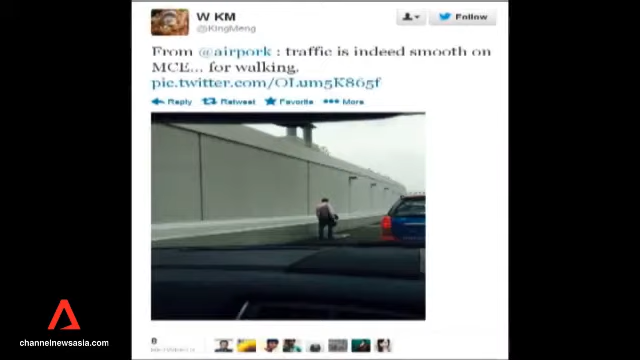 W KM
@KingMeng
Follow
From @airpork : traffic is indeed smooth on
MCE... for walking.
pic.twitter.com/OLum5K865f
Reply Retweet Favorite More
channelnewsasia.com